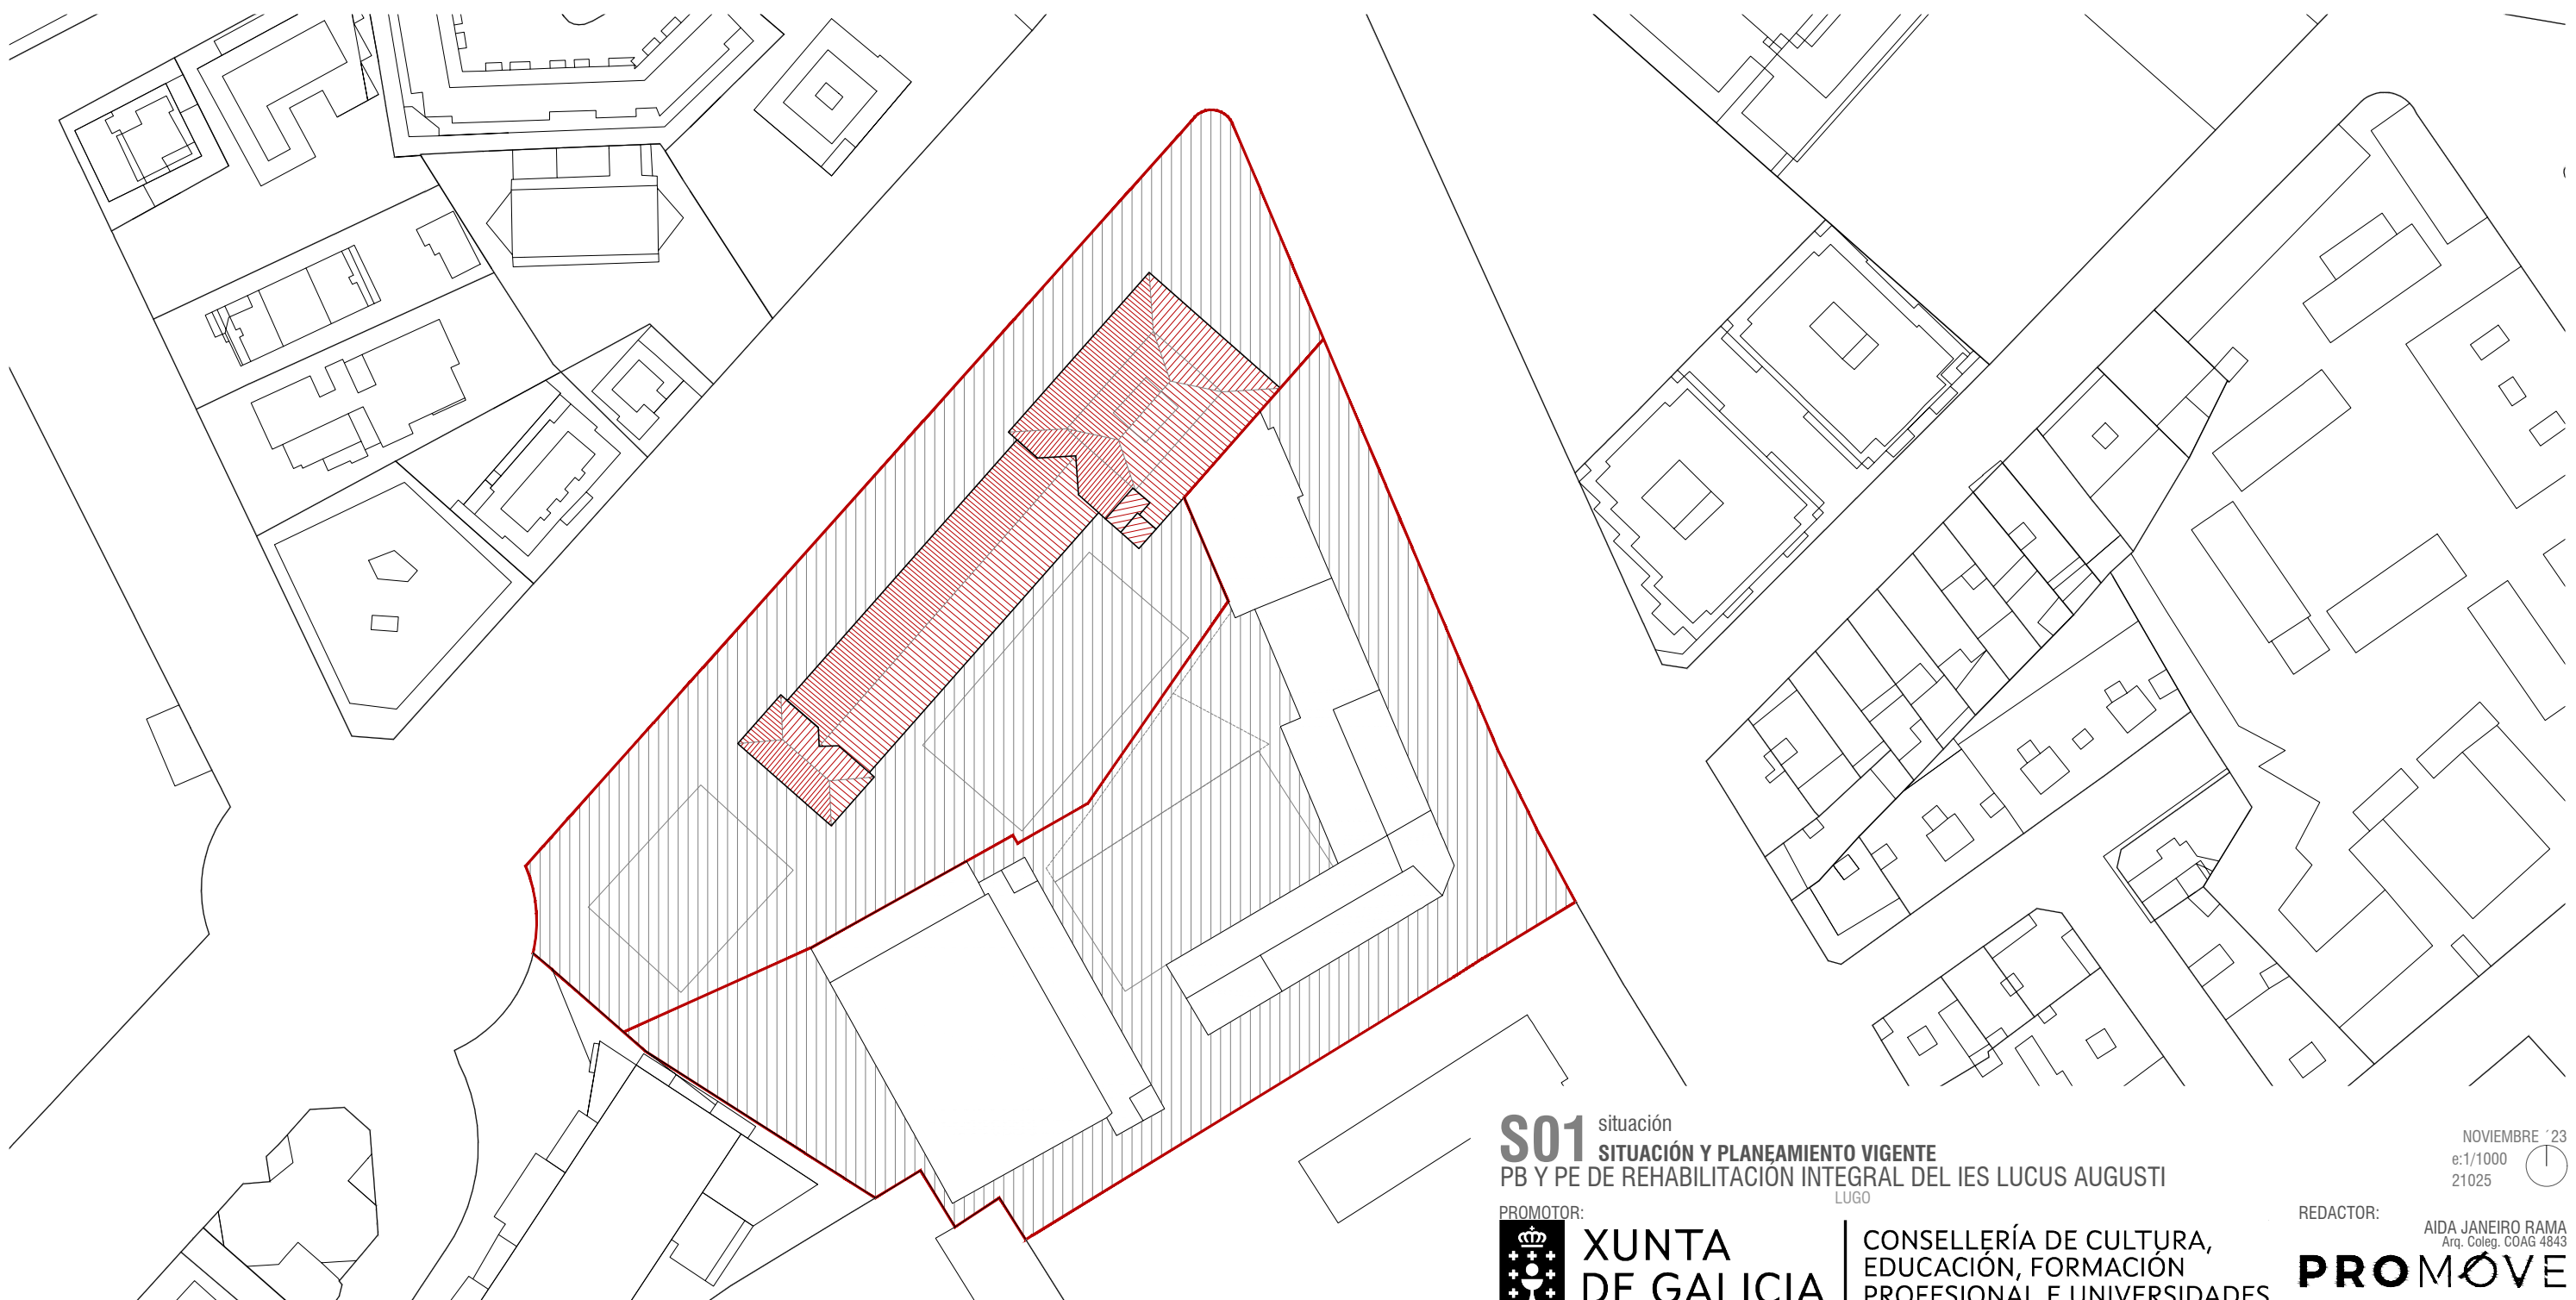 S01 situación
SITUACIÓN Y PLANEAMIENTO VIGENTE
PB Y PE DE REHABILITACIÓN INTEGRAL DEL IES LUCUS AUGUSTI
LUGO
NOVIEMBRE ´23
e:1/1000
21025
PROMOTOR:
XUNTA
DE GALICIA
CONSELLERÍA DE CULTURA,
EDUCACIÓN, FORMACIÓN
PROFESIONAL E UNIVERSIDADES
REDACTOR:
AIDA JANEIRO RAMA
Arq. Coleg. COAG 4843
PROMÓVE